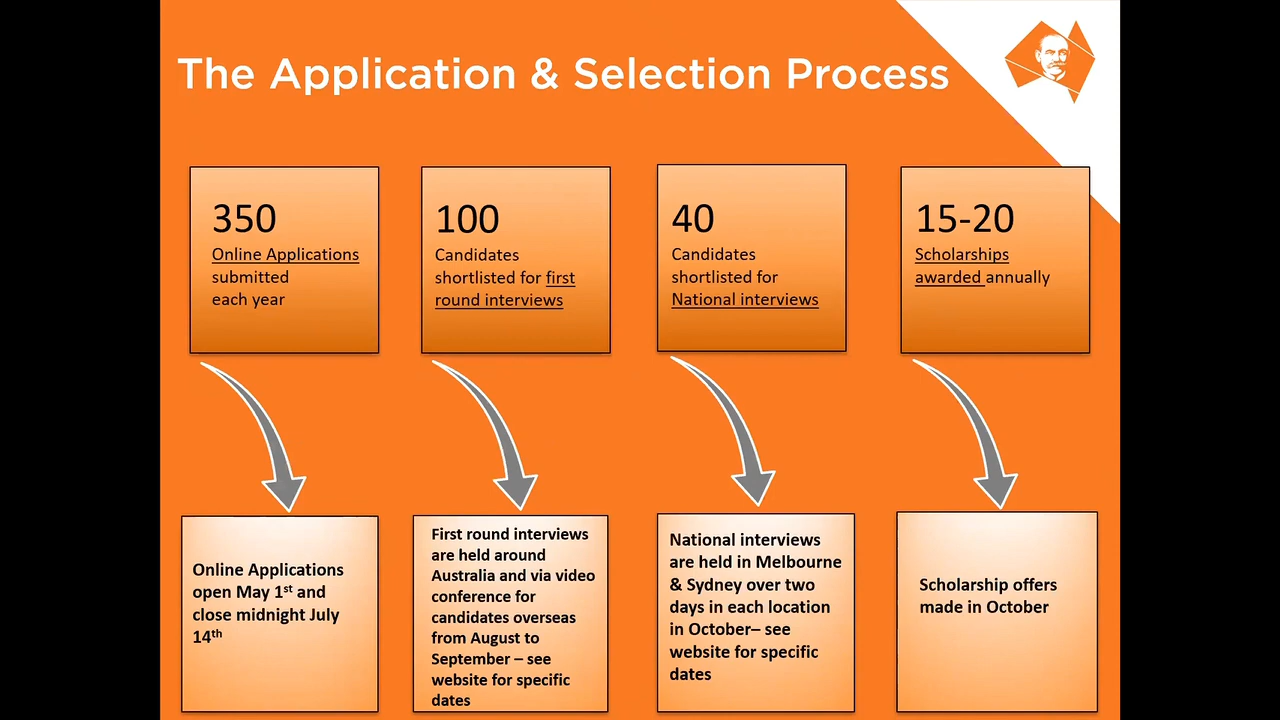 The Application & Selection Process
350
Online Applications
submitted
each year
100
Candidates
shortlisted for first
round interviews
40
Candidates
shortlisted for
National interviews
15-20
Scholarships
awarded annually
Online Applications
open May 1st and
close midnight July
14th
First round interviews
are held around
Australia and via video
conference for
candidates overseas
from August to
September – see
website for specific
dates
National interviews
are held in Melbourne
& Sydney over two
days in each location
in October– see
website for specific
dates
Scholarship offers
made in October